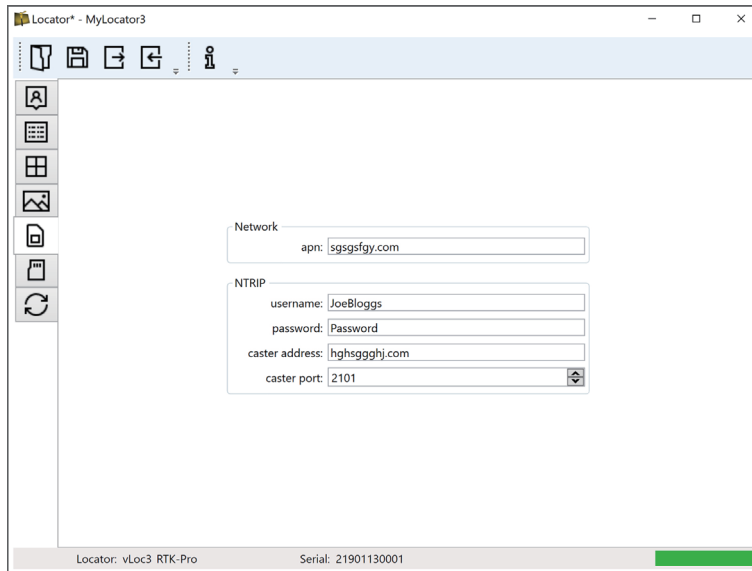 Locator* - MyLocator3
Network
apn: sgsgsfgy.com
NTRIP
username: JoeBloggs
password: Password
caster address: hghsggghj.com
caster port: 2101
Locator: vLoc3 RTK-Pro Serial: 21901130001